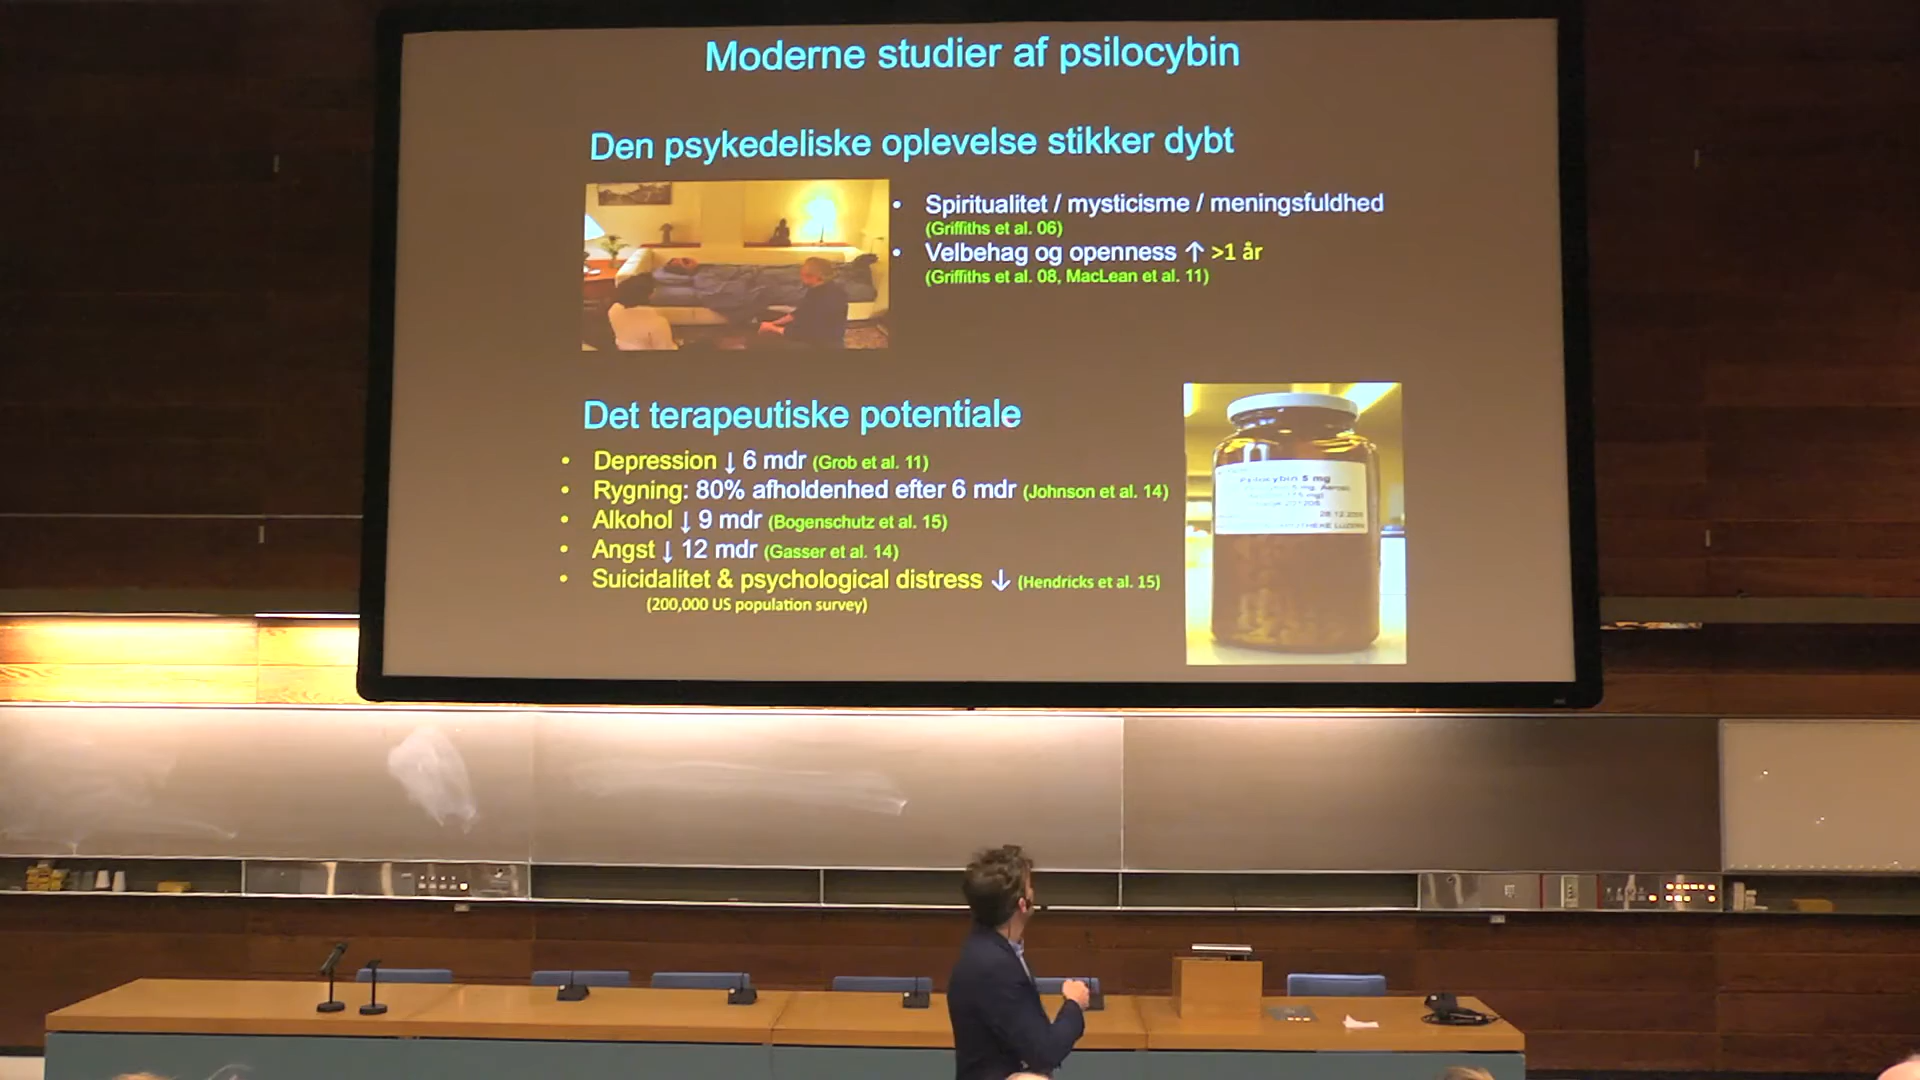 Moderne studier af psilocybin
Den psykedeliske oplevelse stikker dybt
• Spiritualitet / mysticisme / meningsfuldhed
(Griffiths et al. 06)
• Velbehag og openness ↑ >1 år
(Griffiths et al. 08, MacLean et al. 11)
Det terapeutiske potentiale
• Depression ↓ 6 mdr (Grob et al. 11)
• Rygning: 80% afholdenhed efter 6 mdr (Johnson et al. 14)
• Alkohol ↓ 9 mdr (Bogenschutz et al. 15)
• Angst ↓ 12 mdr (Gasser et al. 14)
• Suicidalitet & psychological distress ↓ (Hendricks et al. 15)
(200,000 US population survey)
Psilocybin 5 mg